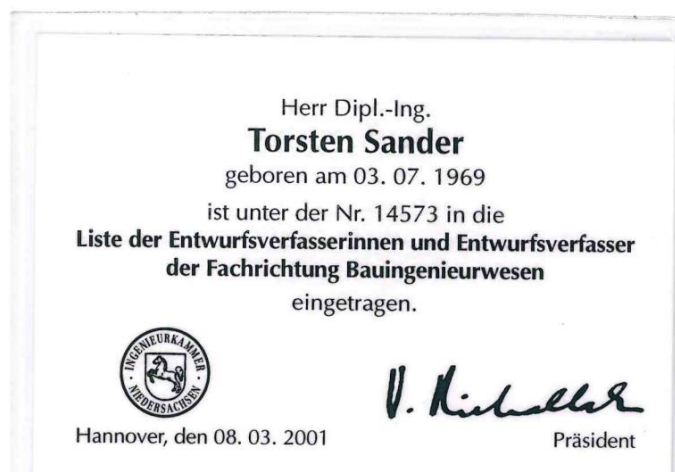 Herr Dipl.-Ing.
Torsten Sander
geboren am 03. 07. 1969
ist unter der Nr. 14573 in die
Liste der Entwurfsverfasserinnen und Entwurfsverfasser
der Fachrichtung Bauingenieurwesen
eingetragen.
INGENIEURKAMMER
NIEDERSACHSEN
Hannover, den 08. 03. 2001
Präsident